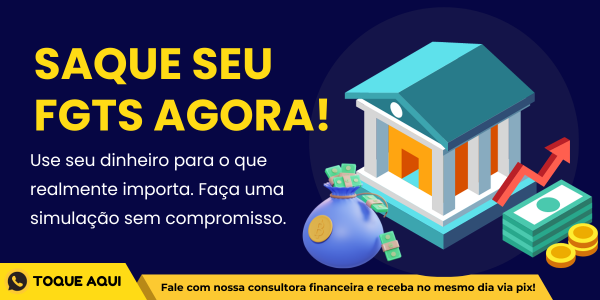 SAQUE SEU
FGTS AGORA!
Use seu dinheiro para o que
realmente importa. Faça uma
simulação sem compromisso.
TOQUE AQUI
Fale com nossa consultora financeira e receba no mesmo dia via pix!